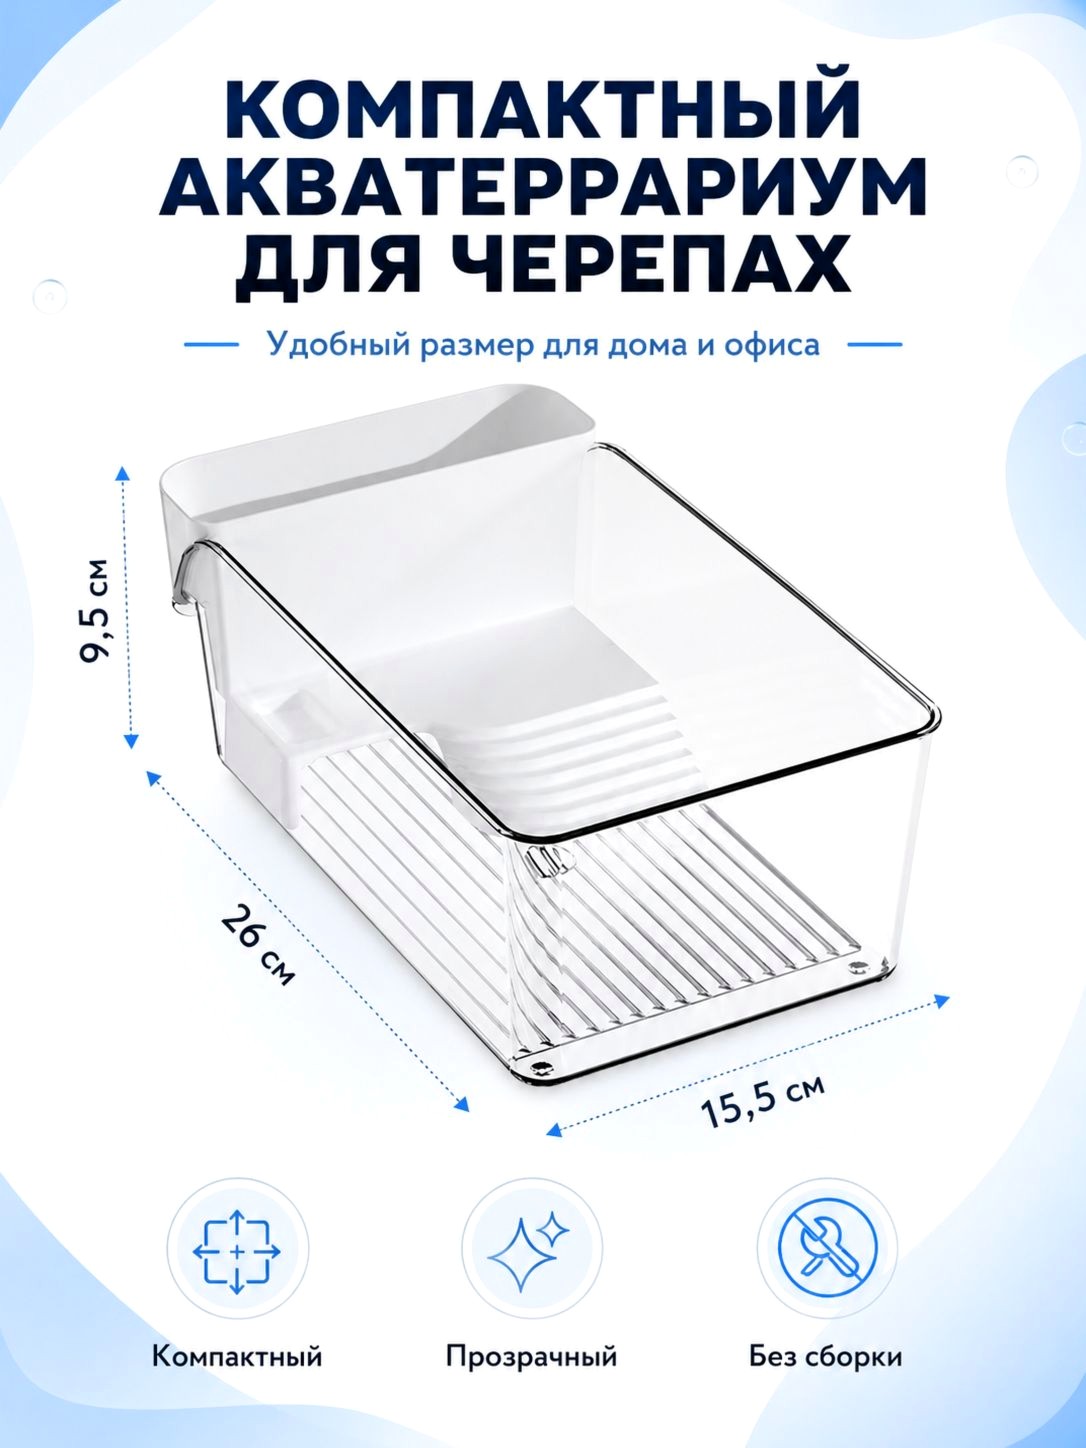 КОМПАКТНЫЙ
АКВАТЕРРАРИУМ
ДЛЯ ЧЕРЕПАХ
Удобный размер для дома и офиса
9,5 см
26 см
15,5 см
Компактный
Прозрачный
Без сборки